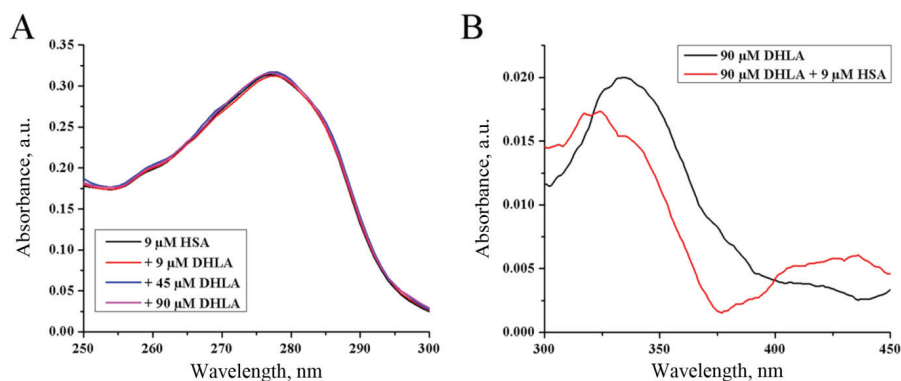 A
Absorbance, a.u.
0.35
0.30
0.25
0.20
0.15
0.10
0.05
0.00
9 µM HSA
+ 9 µM DHLA
+ 45 µM DHLA
+ 90 µM DHLA
250 260 270 280 290 300
Wavelength, nm
B
Absorbance, a.u.
0.020
0.015
0.010
0.005
0.000
90 µM DHLA
90 µM DHLA + 9 µM HSA
300 350 400 450
Wavelength, nm